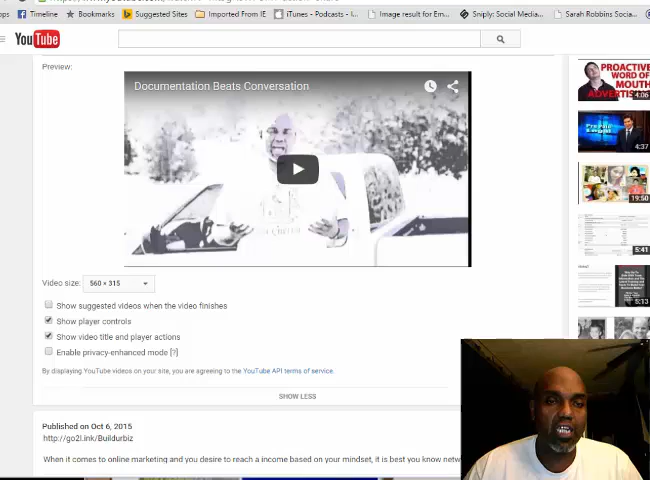 Facebook Timeline Bookmarks Suggested Sites Imported From IE iTunes - Podcasts - i... Image result for Em... Sniply: Social Media... Sarah Robbins Socia...
YouTube
Preview:
Documentation Beats Conversation
PROACTIVE
WORD OF
MOUTH
4:06
4:37
19:50
5:41
5:13
Video size: 560 × 315
Show suggested videos when the video finishes
Show player controls
Show video title and player actions
Enable privacy-enhanced mode [?]
By displaying YouTube videos on your site, you are agreeing to the YouTube API terms of service.
SHOW LESS
Published on Oct 6, 2015
http://go2l.ink/Buildurbiz
When it comes to online marketing and you desire to reach a income based on your mindset, it is best you know netw